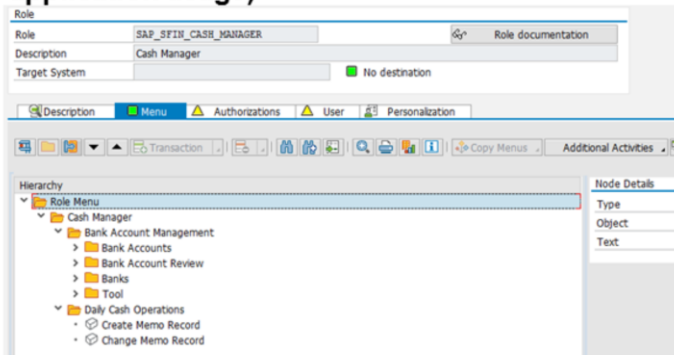 Role
Role SAP_SFIN_CASH_MANAGER Role documentation
Description Cash Manager
Target System No destination
Description Menu Authorizations User Personalization
Transaction Copy Menus Additional Activities
Hierarchy Node Details
Role Menu Type
Cash Manager Object
Bank Account Management Text
Bank Accounts
Bank Account Review
Banks
Tool
Daily Cash Operations
Create Memo Record
Change Memo Record